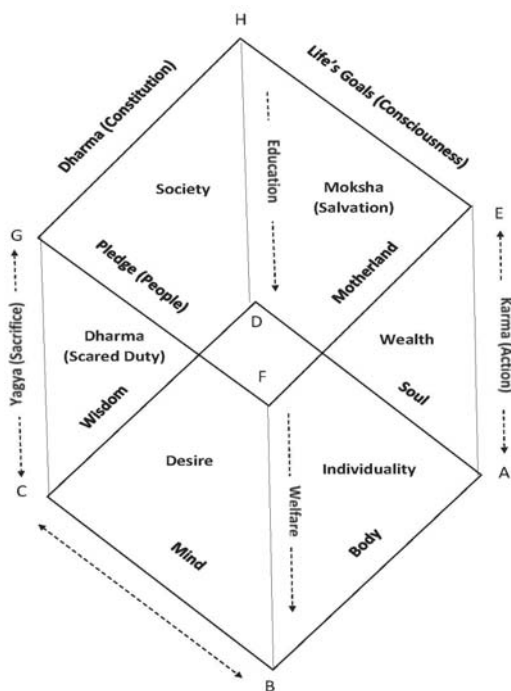 H
Dharma (Constitution)
Life's Goals (Consciousness)
Education
Society
Moksha
(Salvation)
G
E
Pledge (People)
Motherland
Yagya (Sacrifice)
Karma (Action)
D
Dharma
(Scared Duty)
Wealth
F
Wisdom
Soul
Desire
Individuality
C
A
Welfare
Mind
Body
B